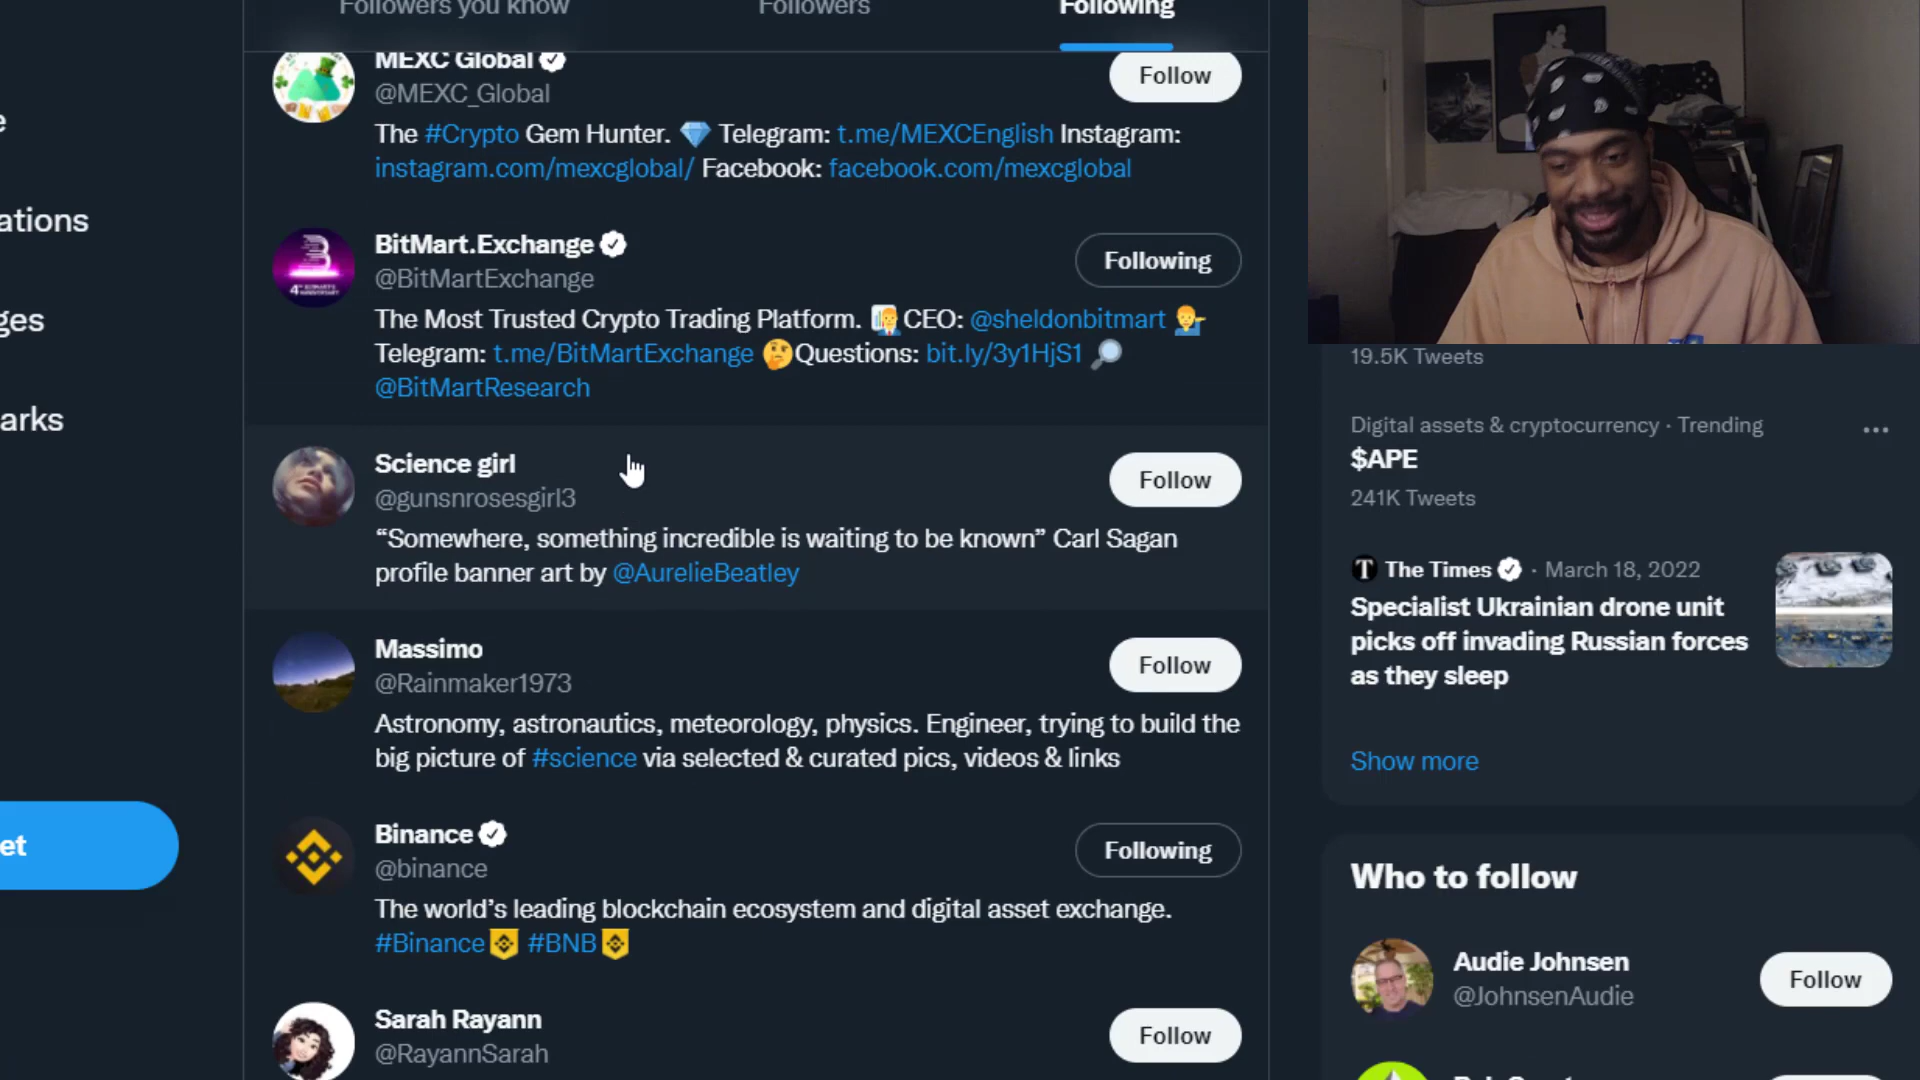 Followers you know
Followers
Following
MEXC Global
@MEXC_Global
Follow
The #Crypto Gem Hunter. 💎 Telegram: t.me/MEXCEnglish Instagram:
instagram.com/mexcglobal/ Facebook: facebook.com/mexcglobal
BitMart.Exchange
@BitMartExchange
Following
The Most Trusted Crypto Trading Platform. CEO: @sheldonbitmart
Telegram: t.me/BitMartExchange 🤔Questions: bit.ly/3y1HjS1 🔎
@BitMartResearch
Science girl
@gunsnrosesgirl3
Follow
“Somewhere, something incredible is waiting to be known” Carl Sagan
profile banner art by @AurelieBeatley
Massimo
@Rainmaker1973
Follow
Astronomy, astronautics, meteorology, physics. Engineer, trying to build the
big picture of #science via selected & curated pics, videos & links
Binance
@binance
Following
The world’s leading blockchain ecosystem and digital asset exchange.
#Binance #BNB
Sarah Rayann
@RayannSarah
Follow
e
ations
ges
arks
et
19.5K Tweets
Digital assets & cryptocurrency · Trending
$APE
241K Tweets
The Times · March 18, 2022
Specialist Ukrainian drone unit
picks off invading Russian forces
as they sleep
Show more
Who to follow
Audie Johnsen
@JohnsenAudie
Follow